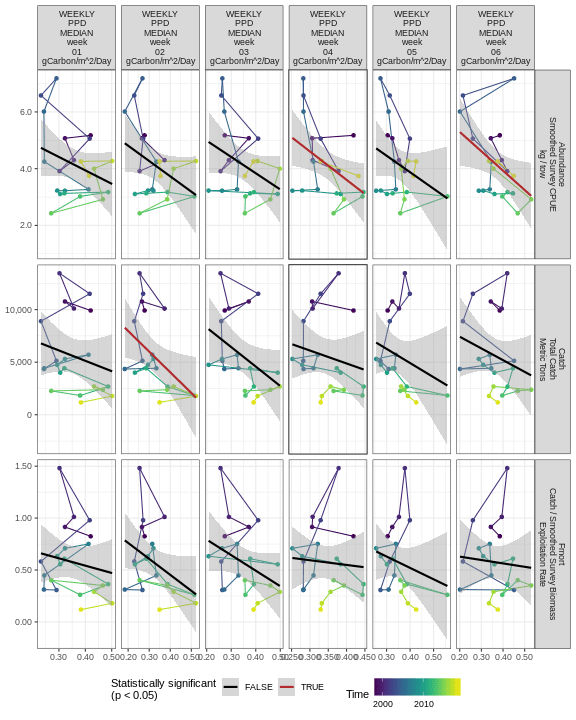 WEEKLY
PPD
MEDIAN
week
01
gCarbon/m^2/Day
WEEKLY
PPD
MEDIAN
week
02
gCarbon/m^2/Day
WEEKLY
PPD
MEDIAN
week
03
gCarbon/m^2/Day
WEEKLY
PPD
MEDIAN
week
04
gCarbon/m^2/Day
WEEKLY
PPD
MEDIAN
week
05
gCarbon/m^2/Day
WEEKLY
PPD
MEDIAN
week
06
gCarbon/m^2/Day
6.0
4.0
2.0
Abundance
Smoothed Survey CPUE
kg / tow
10,000
5,000
0
Catch
Total Catch
Metric Tons
1.50
1.00
0.50
0.00
Fmort
Catch / Smoothed Survey Biomass
Exploitation Rate
0.30 0.40 0.50
0.20 0.30 0.40 0.50
0.20 0.30 0.40 0.50
0.250 0.300 0.350 0.400 0.450
0.30 0.40 0.50
0.20 0.30 0.40 0.50
Statistically significant
(p < 0.05)
FALSE
TRUE
Time
2000 2010